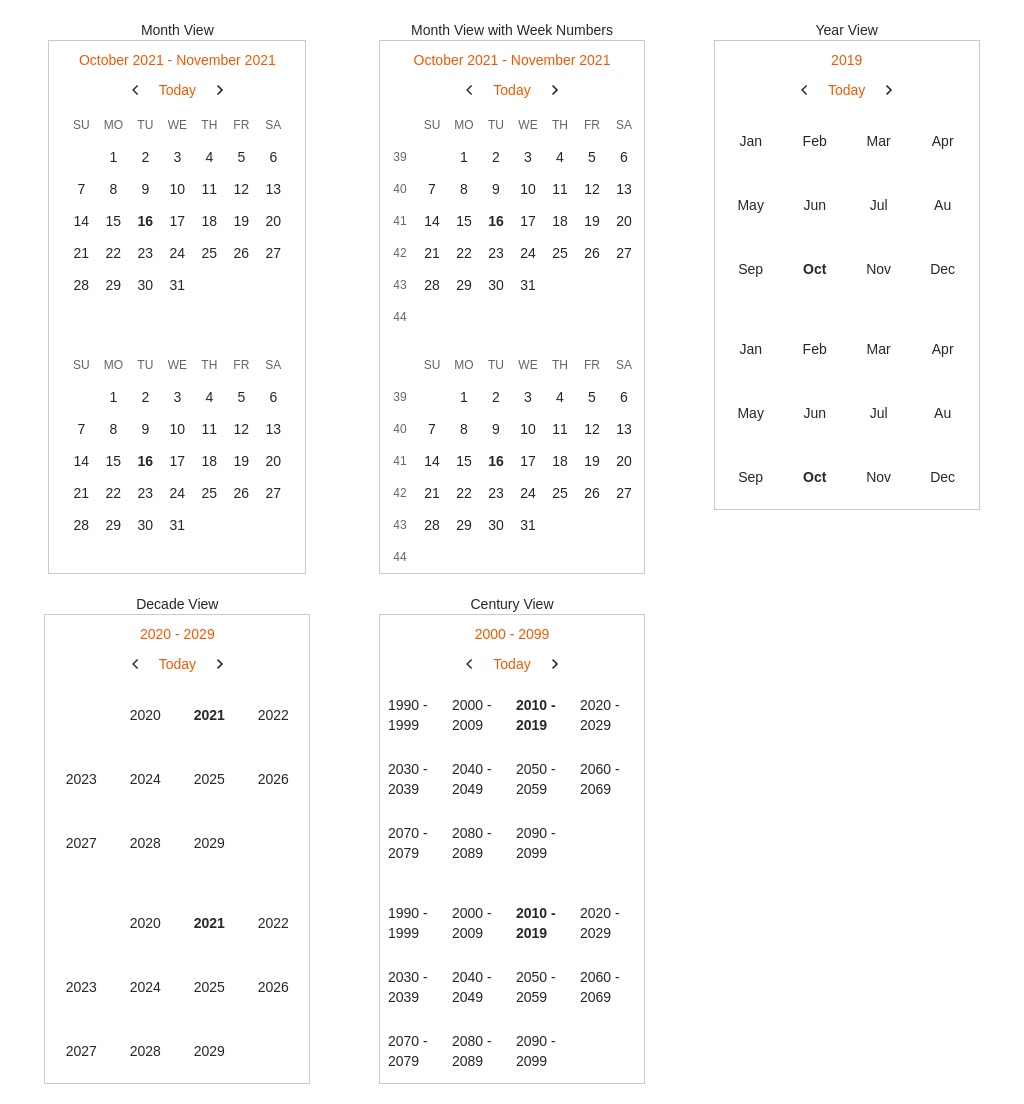 Month View
October 2021 - November 2021
Today
SU MO TU WE TH FR SA
1 2 3 4 5 6
7 8 9 10 11 12 13
14 15 16 17 18 19 20
21 22 23 24 25 26 27
28 29 30 31
SU MO TU WE TH FR SA
1 2 3 4 5 6
7 8 9 10 11 12 13
14 15 16 17 18 19 20
21 22 23 24 25 26 27
28 29 30 31
Month View with Week Numbers
October 2021 - November 2021
Today
SU MO TU WE TH FR SA
39 1 2 3 4 5 6
40 7 8 9 10 11 12 13
41 14 15 16 17 18 19 20
42 21 22 23 24 25 26 27
43 28 29 30 31
44
SU MO TU WE TH FR SA
39 1 2 3 4 5 6
40 7 8 9 10 11 12 13
41 14 15 16 17 18 19 20
42 21 22 23 24 25 26 27
43 28 29 30 31
44
Year View
2019
Today
Jan Feb Mar Apr
May Jun Jul Au
Sep Oct Nov Dec
Jan Feb Mar Apr
May Jun Jul Au
Sep Oct Nov Dec
Decade View
2020 - 2029
Today
2020 2021 2022
2023 2024 2025 2026
2027 2028 2029
2020 2021 2022
2023 2024 2025 2026
2027 2028 2029
Century View
2000 - 2099
Today
1990 - 2000 - 2010 - 2020 -
1999 2009 2019 2029
2030 - 2040 - 2050 - 2060 -
2039 2049 2059 2069
2070 - 2080 - 2090 -
2079 2089 2099
1990 - 2000 - 2010 - 2020 -
1999 2009 2019 2029
2030 - 2040 - 2050 - 2060 -
2039 2049 2059 2069
2070 - 2080 - 2090 -
2079 2089 2099